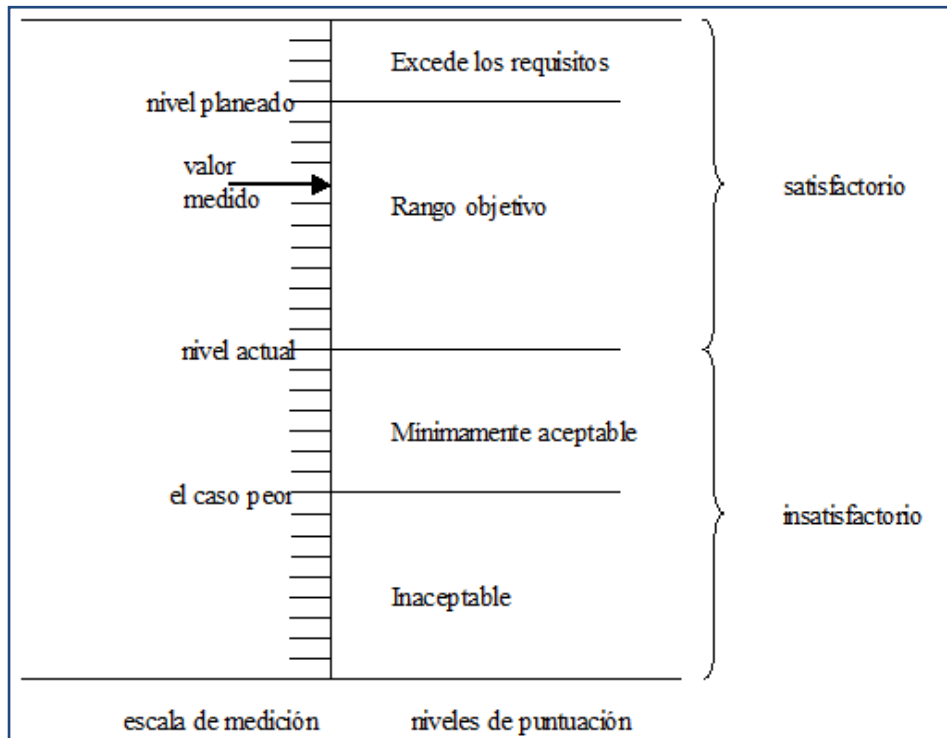 Excede los requisitos
nivel planeado
valor
medido
Rango objetivo
satisfactorio
nivel actual
Mínimamente aceptable
el caso peor
insatisfactorio
Inaceptable
escala de medición
niveles de puntuación